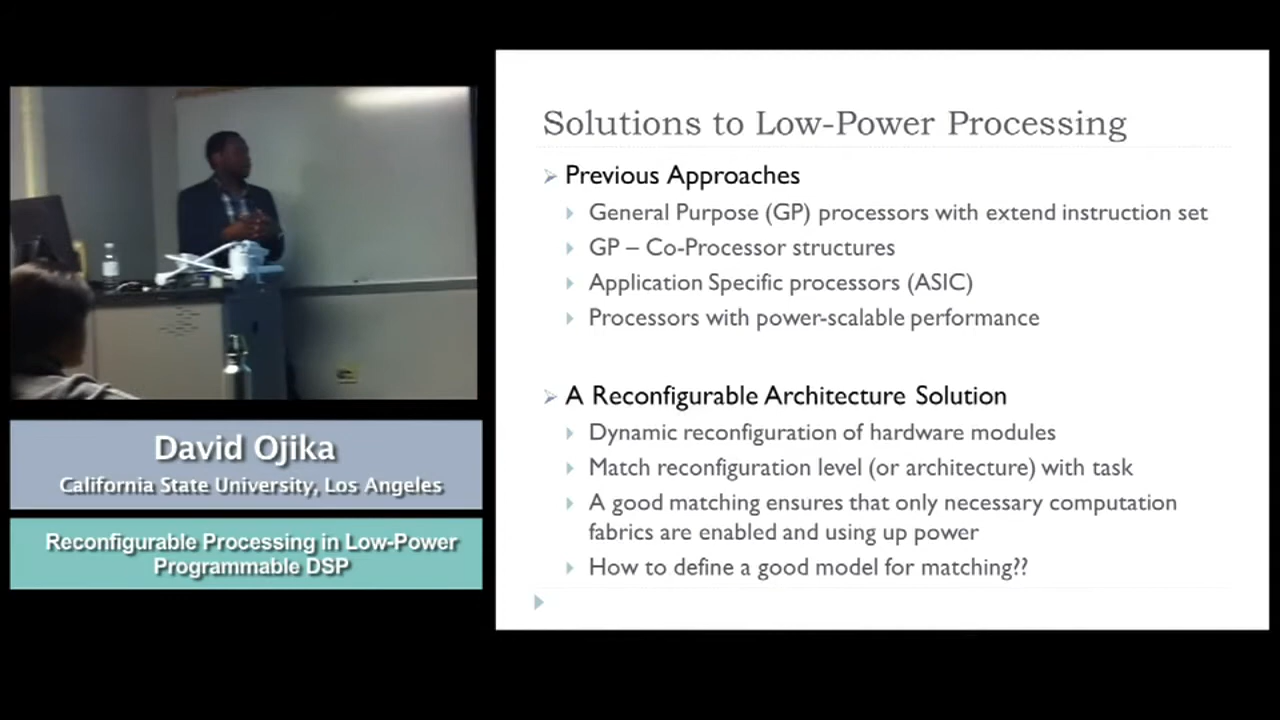 Solutions to Low-Power Processing
Previous Approaches
General Purpose (GP) processors with extend instruction set
GP – Co-Processor structures
Application Specific processors (ASIC)
Processors with power-scalable performance
A Reconfigurable Architecture Solution
Dynamic reconfiguration of hardware modules
Match reconfiguration level (or architecture) with task
A good matching ensures that only necessary computation
fabrics are enabled and using up power
How to define a good model for matching??
David Ojika
California State University, Los Angeles
Reconfigurable Processing in Low-Power
Programmable DSP